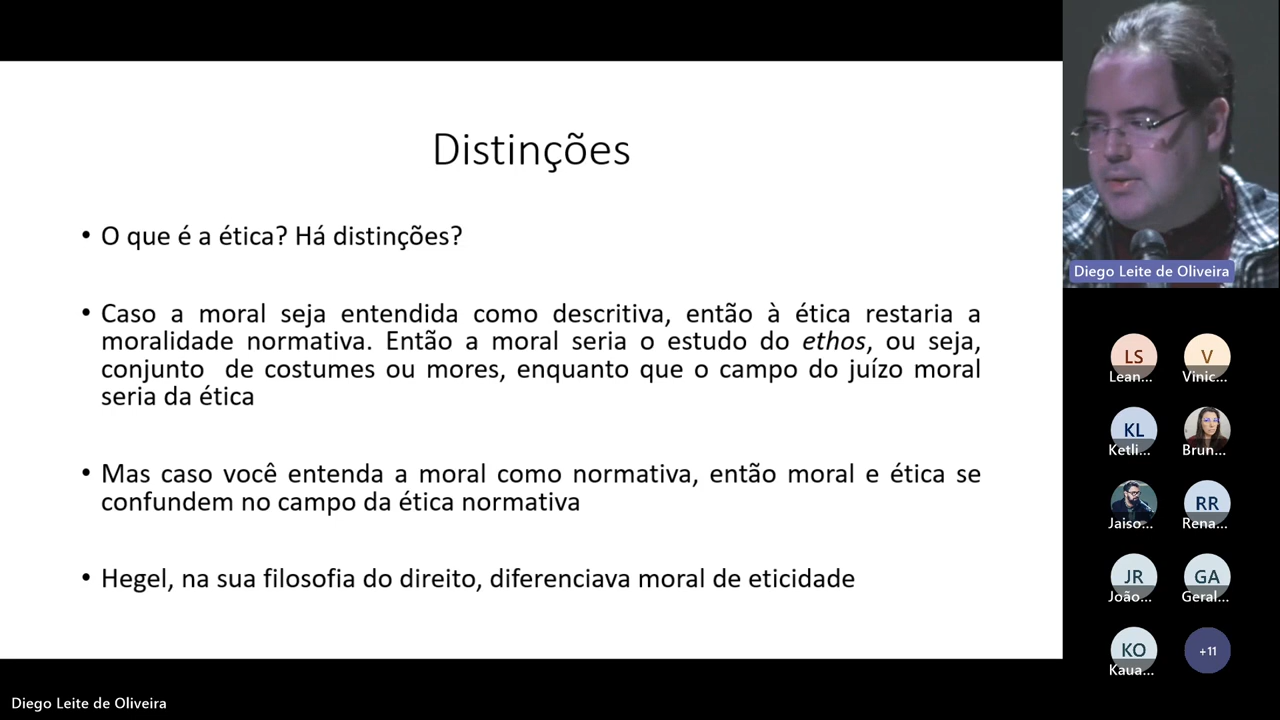 Distinções
• O que é a ética? Há distinções?
• Caso a moral seja entendida como descritiva, então à ética restaria a
moralidade normativa. Então a moral seria o estudo do ethos, ou seja,
conjunto de costumes ou mores, enquanto que o campo do juízo moral
seria da ética
• Mas caso você entenda a moral como normativa, então moral e ética se
confundem no campo da ética normativa
• Hegel, na sua filosofia do direito, diferenciava moral de eticidade
Diego Leite de Oliveira
LS V
Lean... Vinic...
KL
Ketli... Brun...
RR
Jaiso... Rena...
JR GA
João... Geral...
KO +11
Kaua...
Diego Leite de Oliveira